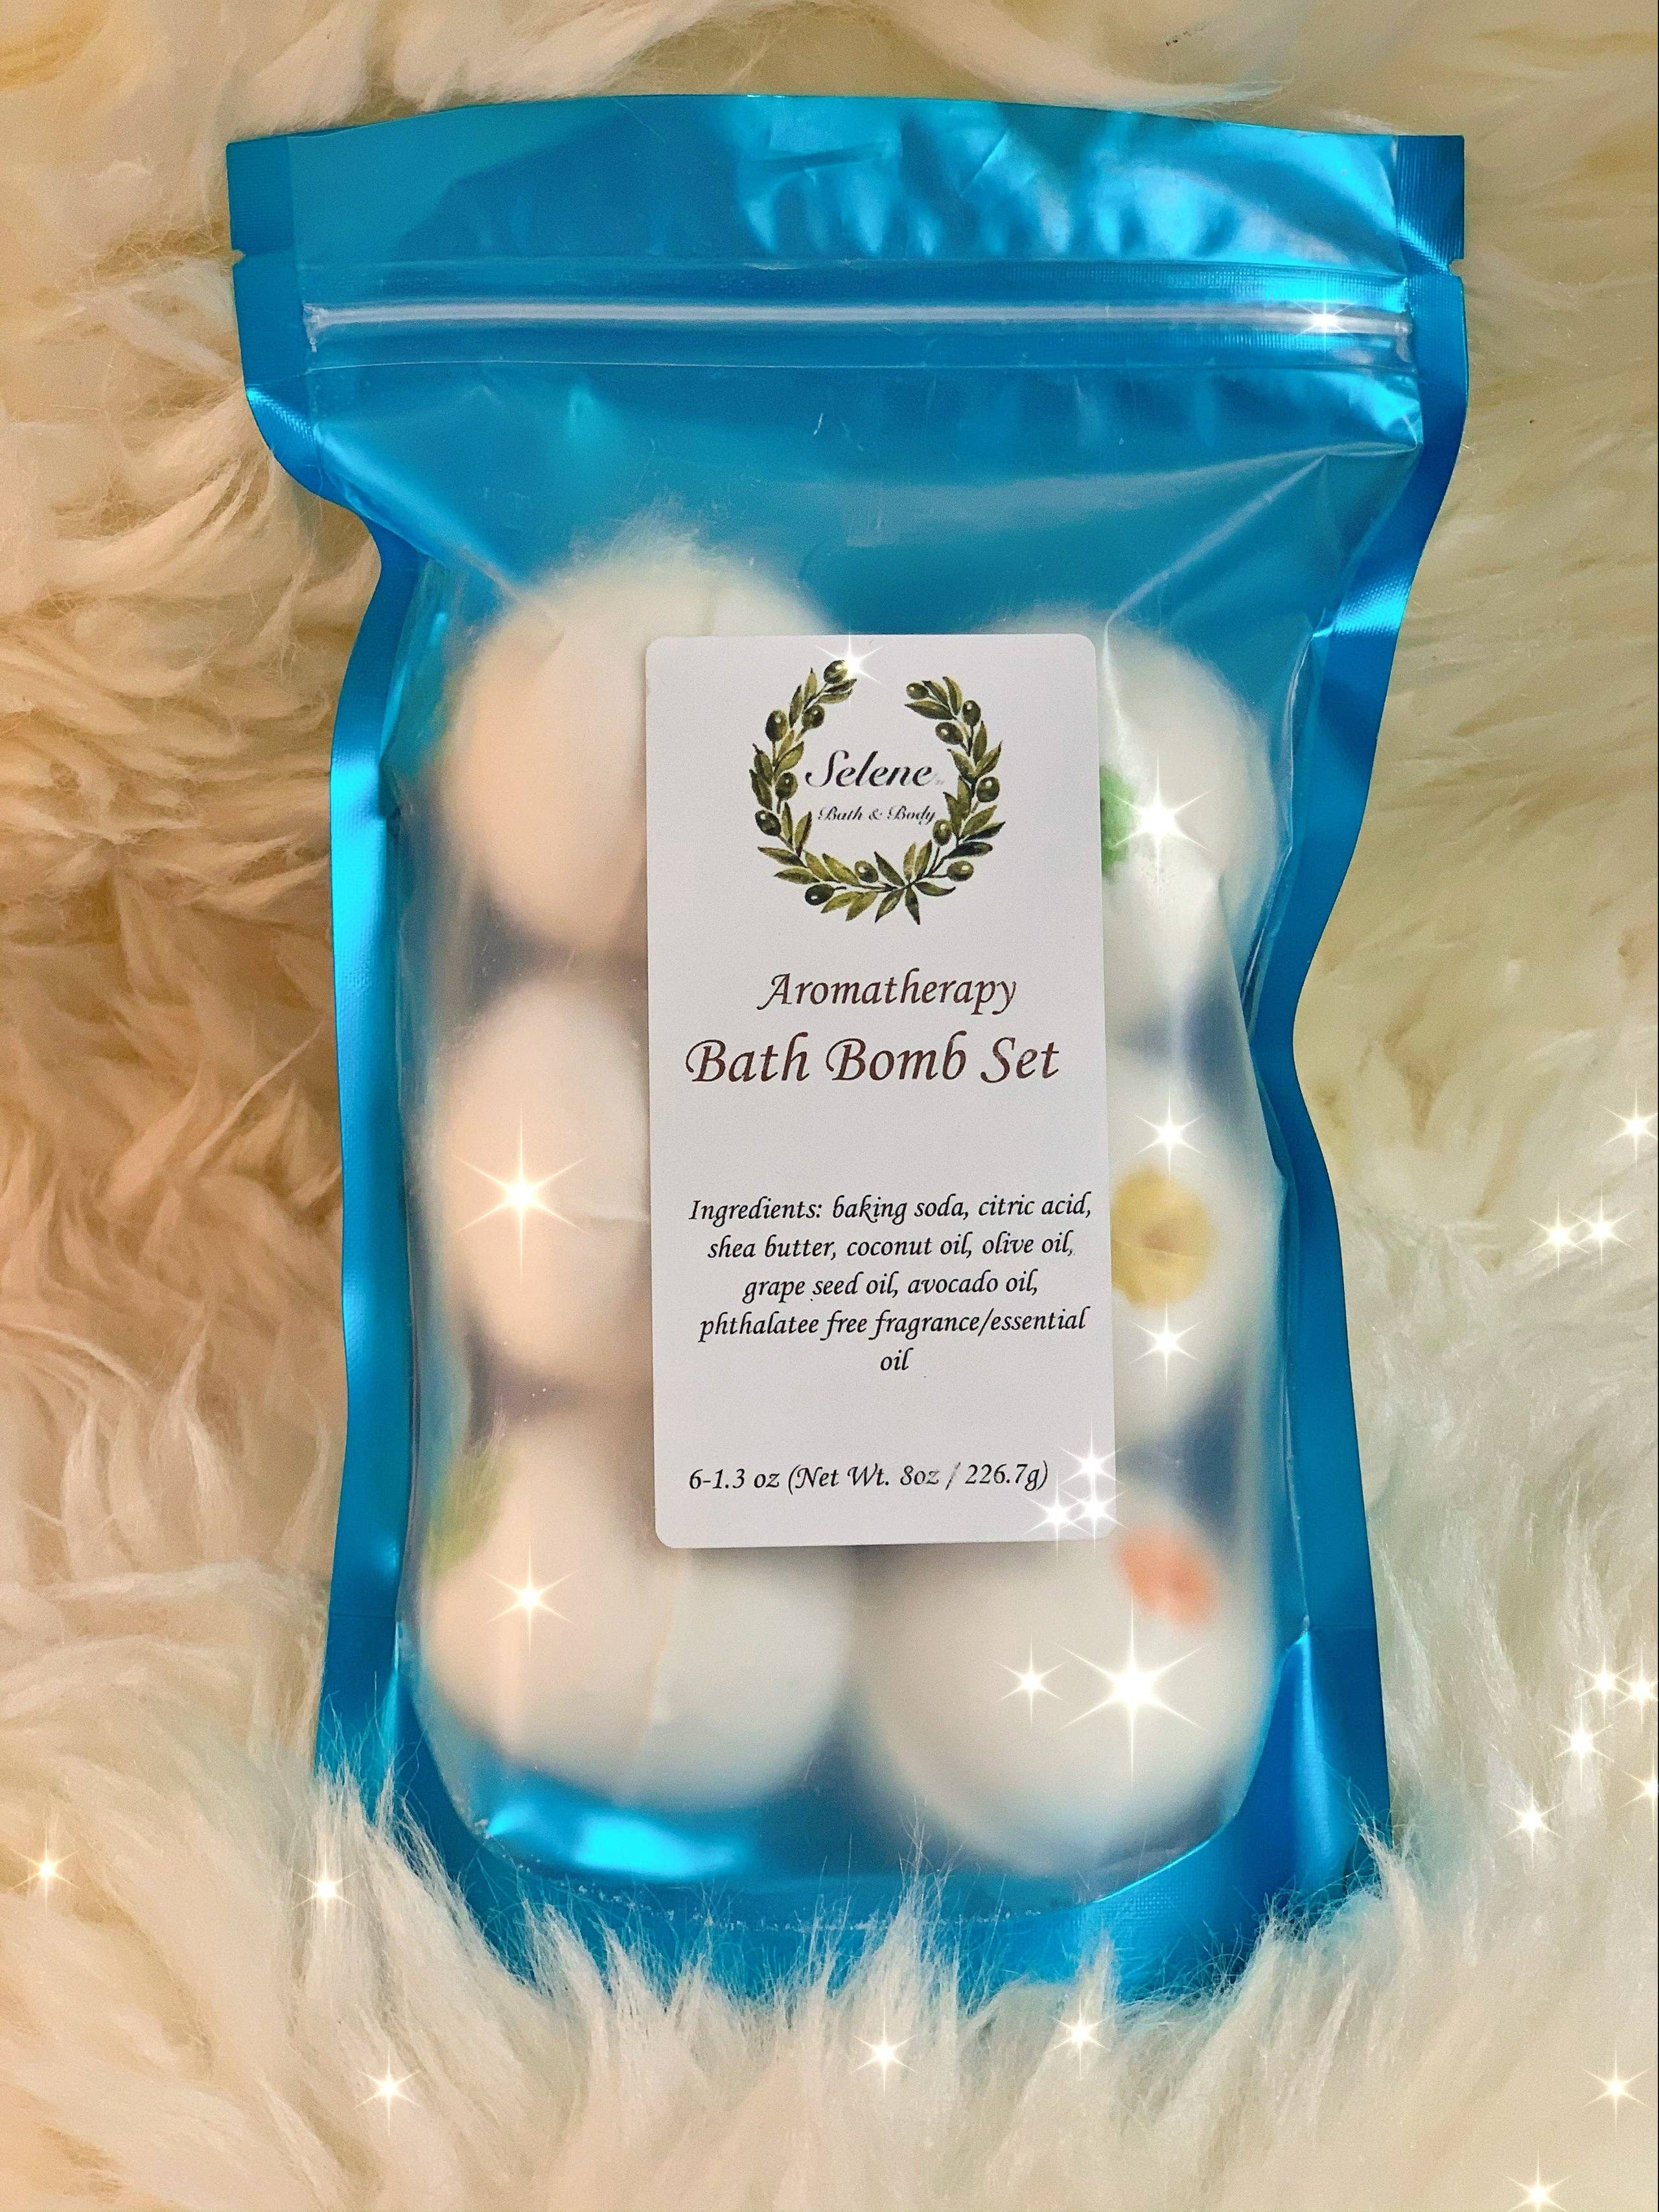 Selene
Bath & Body
Aromatherapy
Bath Bomb Set
Ingredients: baking soda, citric acid,
shea butter, coconut oil, olive oil,
grape seed oil, avocado oil,
phthalatee free fragrance/essential
oil
6-1.3 oz (Net Wt. 8oz / 226.7g)